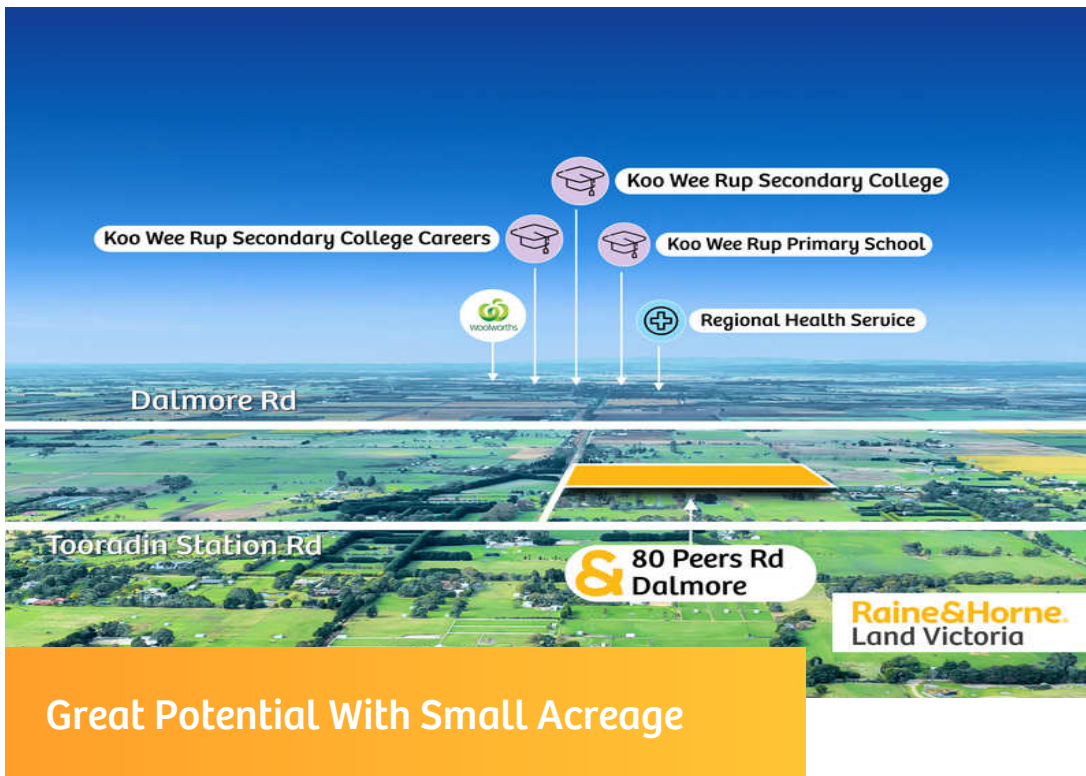 Koo Wee Rup Secondary College
Koo Wee Rup Secondary College Careers
Koo Wee Rup Primary School
woolworths
Regional Health Service
Dalmore Rd
Tooradin Station Rd
& 80 Peers Rd
Dalmore
Raine&Horne.
Land Victoria
Great Potential With Small Acreage